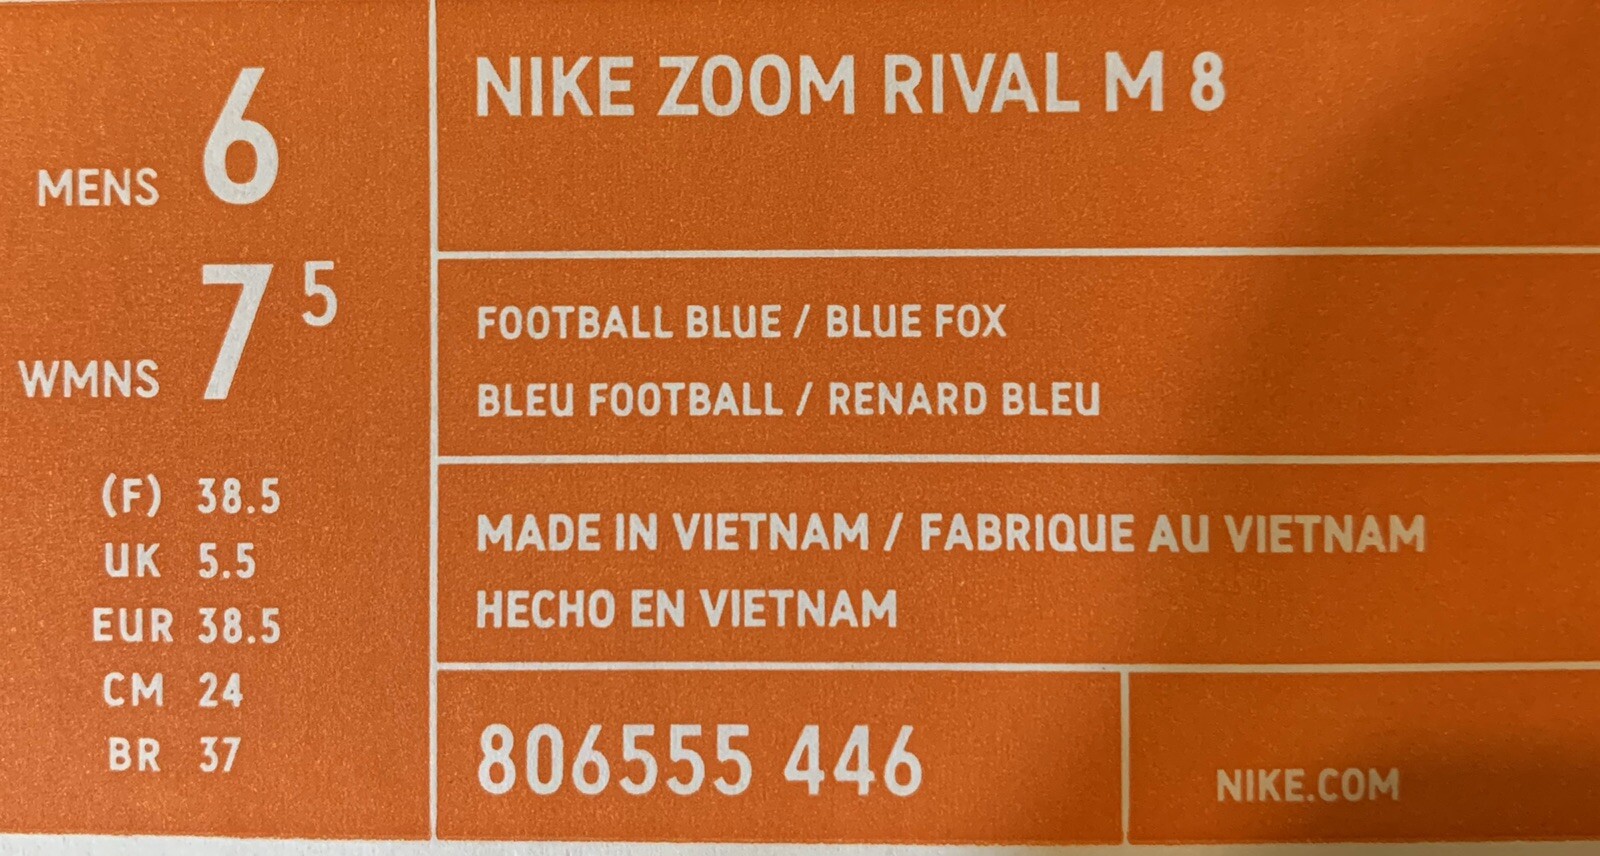 MENS 6
WMNS 7 5
(F) 38.5
UK 5.5
EUR 38.5
CM 24
BR 37
NIKE ZOOM RIVAL M 8
FOOTBALL BLUE / BLUE FOX
BLEU FOOTBALL / RENARD BLEU
MADE IN VIETNAM / FABRIQUE AU VIETNAM
HECHO EN VIETNAM
806555 446
NIKE.COM